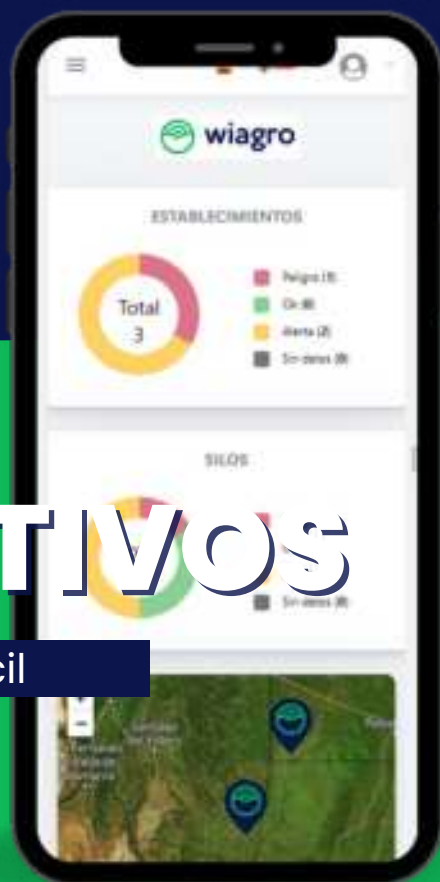 wiagro
ESTABLECIMIENTOS
Total
3
Peligro (1)
Ok (0)
Alerta (2)
Sin datos (0)
SILOS
TIVOS
Sin datos (0)
cil
+
−